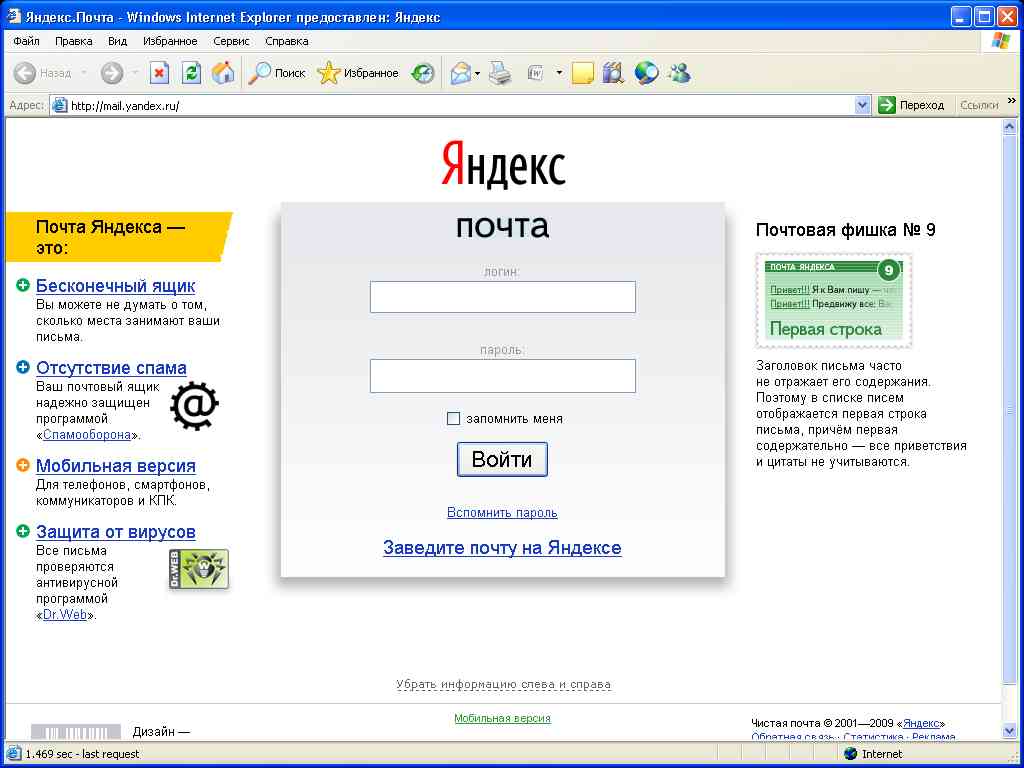 Яндекс.Почта - Windows Internet Explorer предоставлен: Яндекс
Файл Правка Вид Избранное Сервис Справка
Назад Поиск Избранное
Адрес: http://mail.yandex.ru/ Переход Ссылки »
Яндекс
почта
Почта Яндекса —
это:
Бесконечный ящик
Вы можете не думать о том,
сколько места занимают ваши
письма.
Отсутствие спама
Ваш почтовый ящик
надежно защищен
программой
«Спамооборона».
@
Мобильная версия
Для телефонов, смартфонов,
коммуникаторов и КПК.
Защита от вирусов
Все письма
проверяются
антивирусной
программой
«Dr.Web».
Dr.WEB
логин:
пароль:
запомнить меня
Войти
Вспомнить пароль
Заведите почту на Яндексе
Почтовая фишка № 9
ПОЧТА ЯНДЕКСА 9
Привет!!! Я к Вам пишу —
Привет!!! Предвижу все:
Первая строка
Заголовок письма часто
не отражает его содержания.
Поэтому в списке писем
отображается первая строка
письма, причём первая
содержательно — все приветствия
и цитаты не учитываются.
Убрать информацию слева и справа
Дизайн —
Мобильная версия
Чистая почта © 2001—2009 «Яндекс»
Обратная связь · Статистика · Реклама
1.469 sec - last request Internet